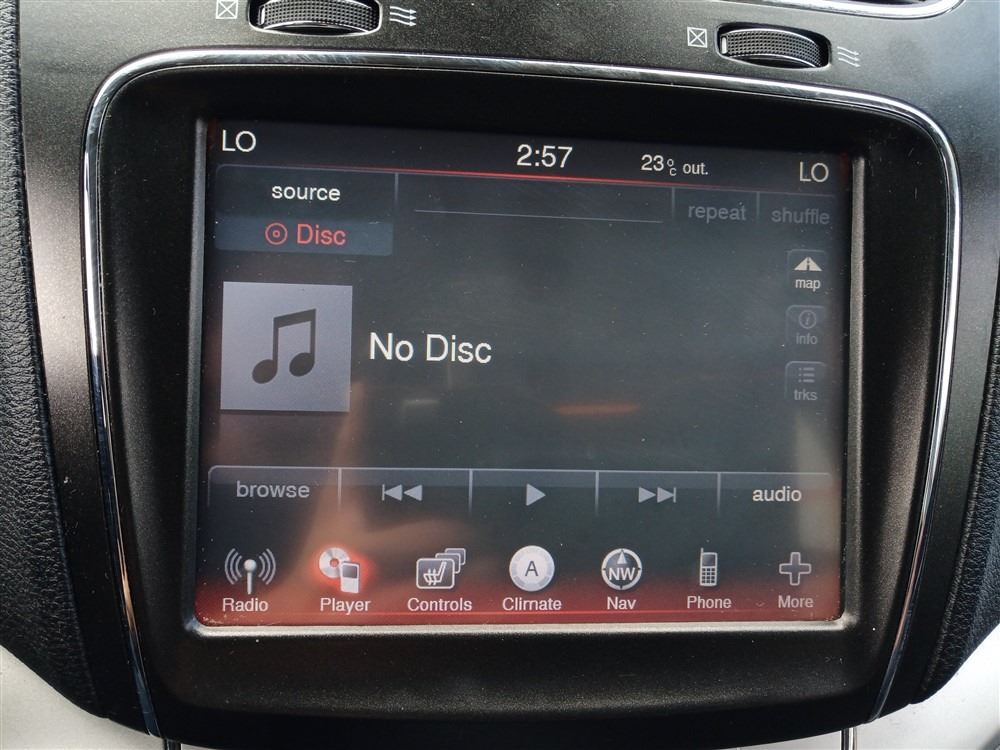 LO 2:57 23°C out. LO
source repeat shuffle
Disc
map
No Disc
info
trks
browse audio
A NW
Radio Player Controls Climate Nav Phone More